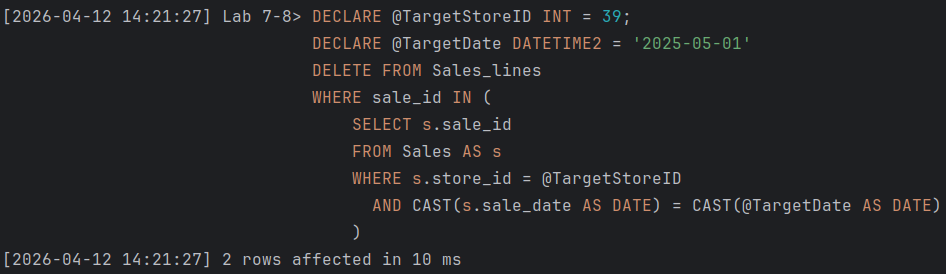 [2026-04-12 14:21:27] Lab 7-8> DECLARE @TargetStoreID INT = 39;
DECLARE @TargetDate DATETIME2 = '2025-05-01'
DELETE FROM Sales_lines
WHERE sale_id IN (
SELECT s.sale_id
FROM Sales AS s
WHERE s.store_id = @TargetStoreID
AND CAST(s.sale_date AS DATE) = CAST(@TargetDate AS DATE)
)
[2026-04-12 14:21:27] 2 rows affected in 10 ms